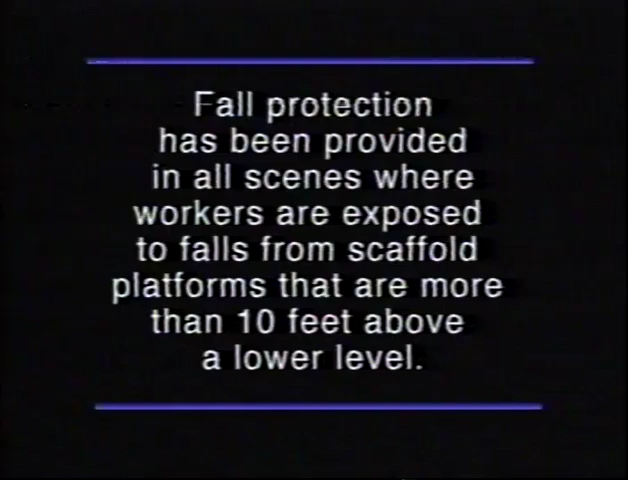 Fall protection
has been provided
in all scenes where
workers are exposed
to falls from scaffold
platforms that are more
than 10 feet above
a lower level.